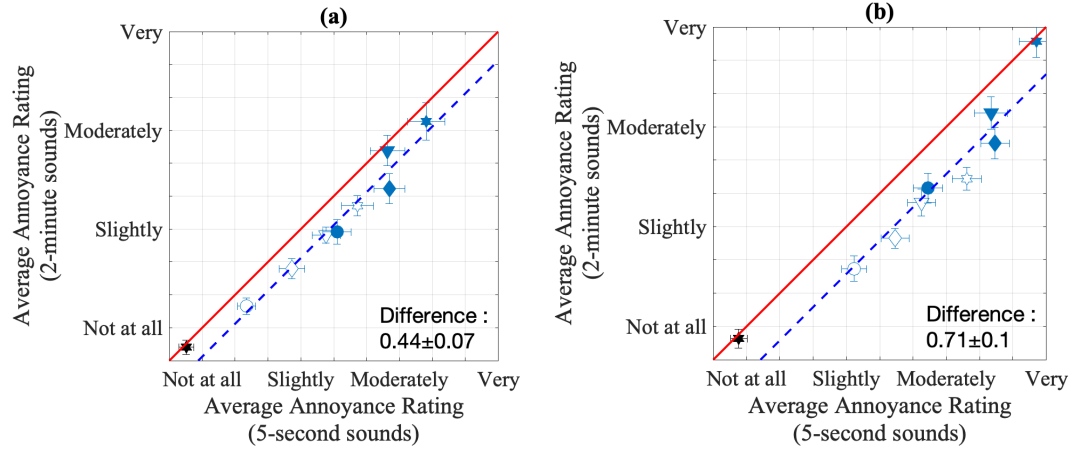 (a)
Very
Moderately
Slightly
Not at all
Average Annoyance Rating
(2-minute sounds)
Difference :
0.44±0.07
Not at all
Slightly
Moderately
Very
Average Annoyance Rating
(5-second sounds)
(b)
Very
Moderately
Slightly
Not at all
Average Annoyance Rating
(2-minute sounds)
Difference :
0.71±0.1
Not at all
Slightly
Moderately
Very
Average Annoyance Rating
(5-second sounds)